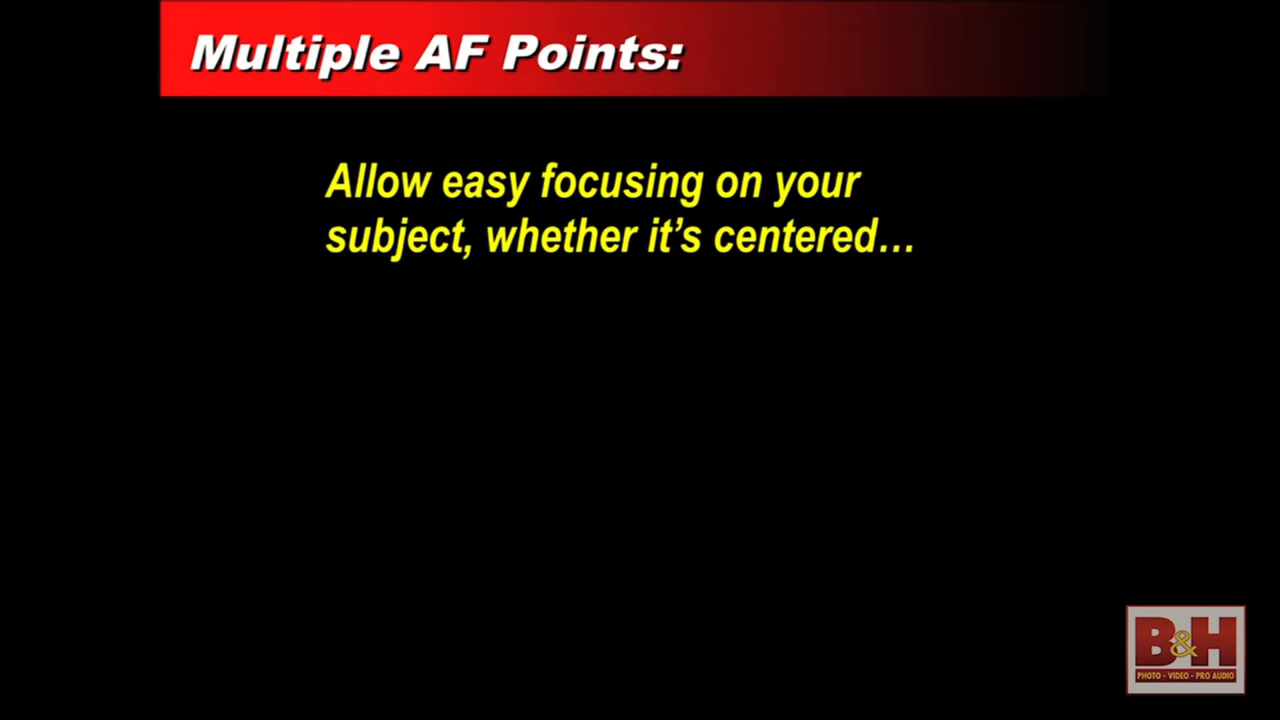 Multiple AF Points:
Allow easy focusing on your
subject, whether it’s centered…
B&H
PHOTO - VIDEO - PRO AUDIO